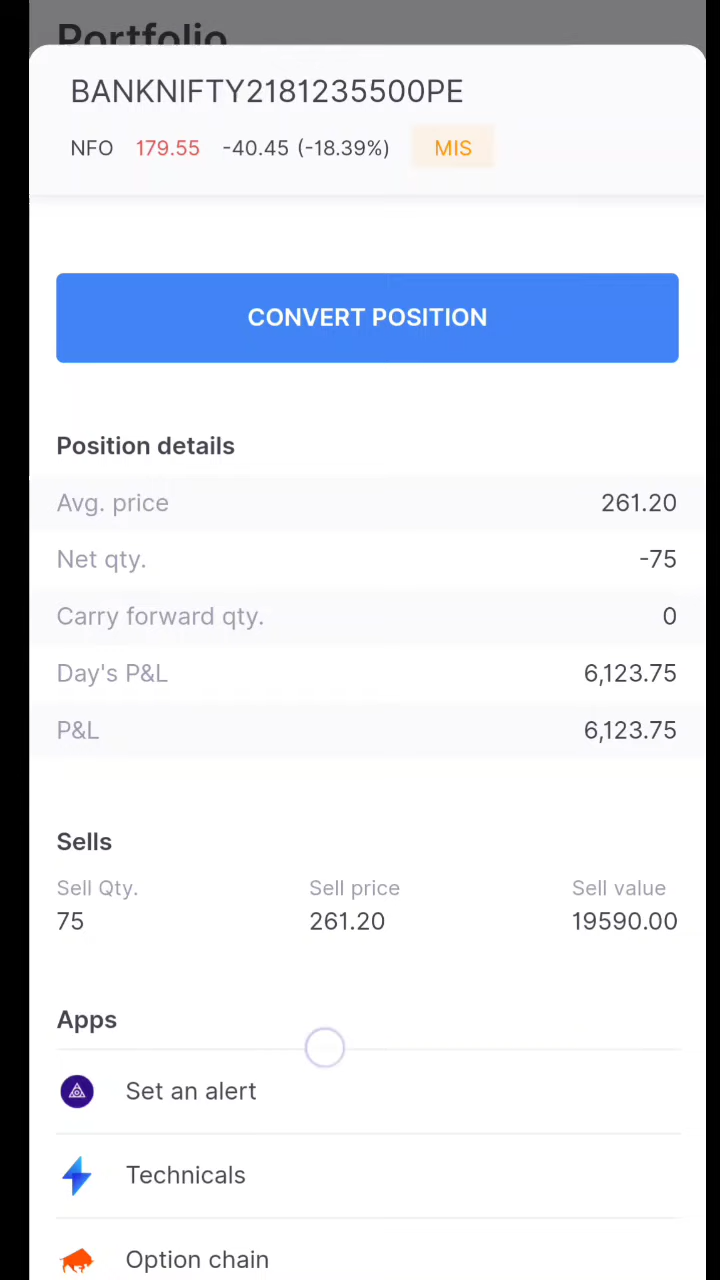 Portfolio
BANKNIFTY2181235500PE
NFO 179.55 -40.45 (-18.39%) MIS
CONVERT POSITION
Position details
Avg. price 261.20
Net qty. -75
Carry forward qty. 0
Day's P&L 6,123.75
P&L 6,123.75
Sells
Sell Qty. Sell price Sell value
75 261.20 19590.00
Apps
Set an alert
Technicals
Option chain